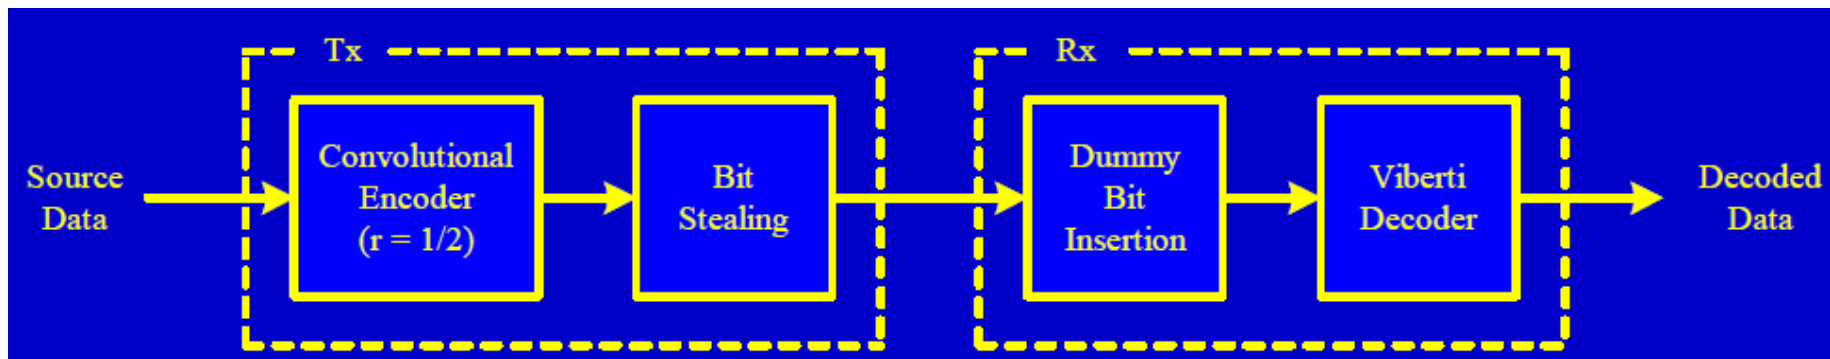 Tx
Rx
Source
Data
Convolutional
Encoder
(r = 1/2)
Bit
Stealing
Dummy
Bit
Insertion
Viberti
Decoder
Decoded
Data